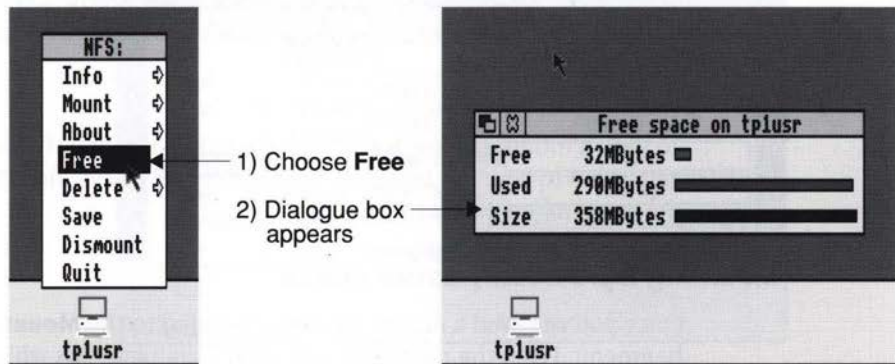 NFS:
Info
Mount
About
Free
Delete
Save
Dismount
Quit
tp1usr
1) Choose Free
2) Dialogue box
appears
Free space on tp1usr
Free 32MBytes
Used 290MBytes
Size 358MBytes
tp1usr